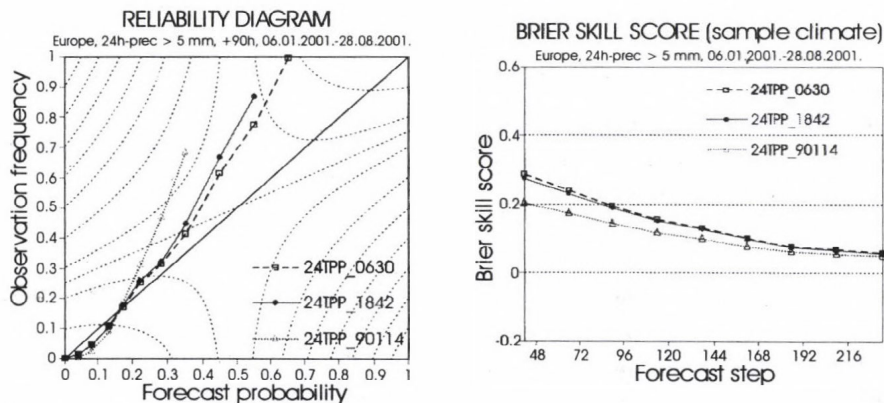 RELIABILITY DIAGRAM
Europe, 24h-prec > 5 mm, +90h, 06.01.2001.-28.08.2001.
Observation frequency
1
0.9
0.8
0.7
0.6
0.5
0.4
0.3
0.2
0.1
0
24TPP_0630
24TPP_1842
24TPP_90114
0 0.1 0.2 0.3 0.4 0.5 0.6 0.7 0.8 0.9 1
Forecast probability
BRIER SKILL SCORE (sample climate)
Europe, 24h-prec > 5 mm, 06.01.2001.-28.08.2001.
Brier skill score
0.6
0.4
0.2
0
-0.2
24TPP_0630
24TPP_1842
24TPP_90114
48 72 96 120 144 168 192 216
Forecast step